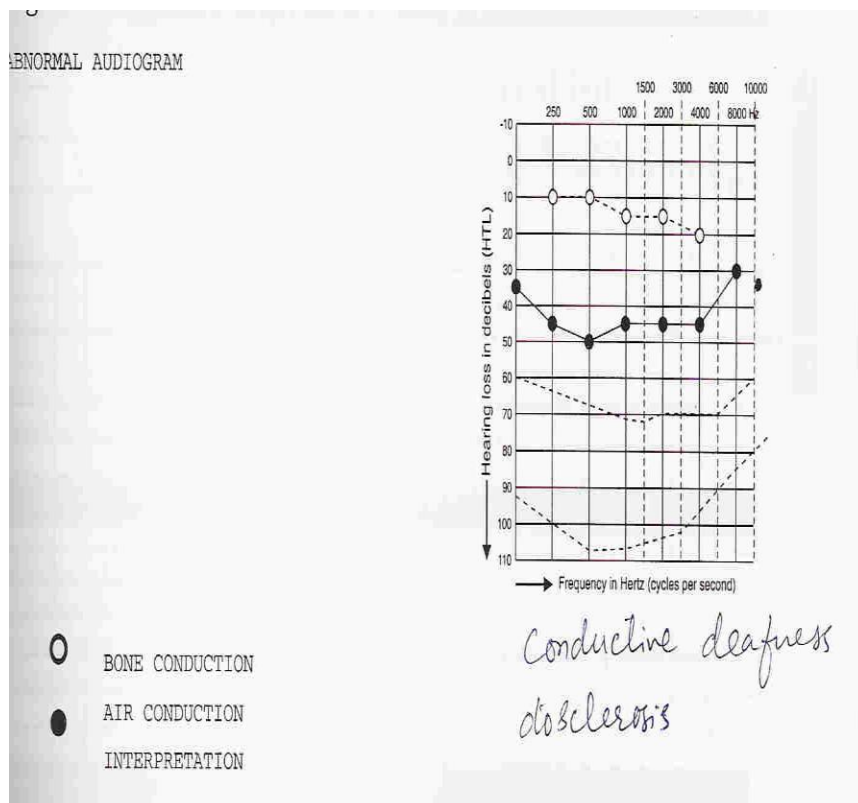 ABNORMAL AUDIOGRAM
1500 3000 6000 10000
250 500 1000 2000 4000 8000 Hz
-10
0
10
20
30
40
50
60
70
80
90
100
110
Hearing loss in decibels (HTL)
Frequency in Hertz (cycles per second)
Conductive deafness
BONE CONDUCTION
otosclerosis
AIR CONDUCTION
INTERPRETATION